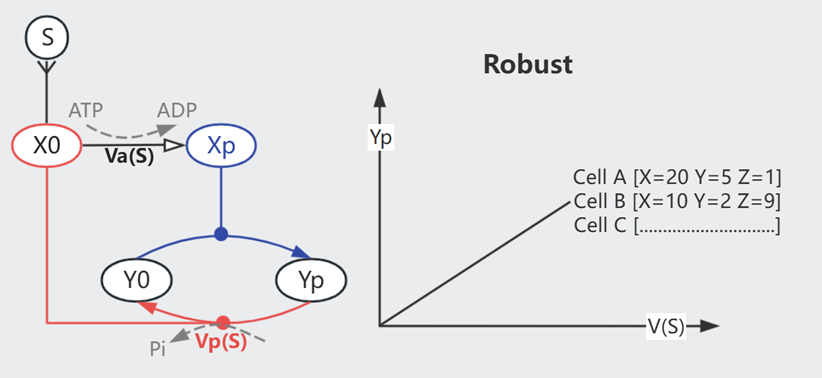 S
Robust
ATP
ADP
X0
Va(S)
Xp
Yp
Cell A [X=20 Y=5 Z=1]
Cell B [X=10 Y=2 Z=9]
Cell C [.............................]
Y0
Yp
Pi
Vp(S)
V(S)